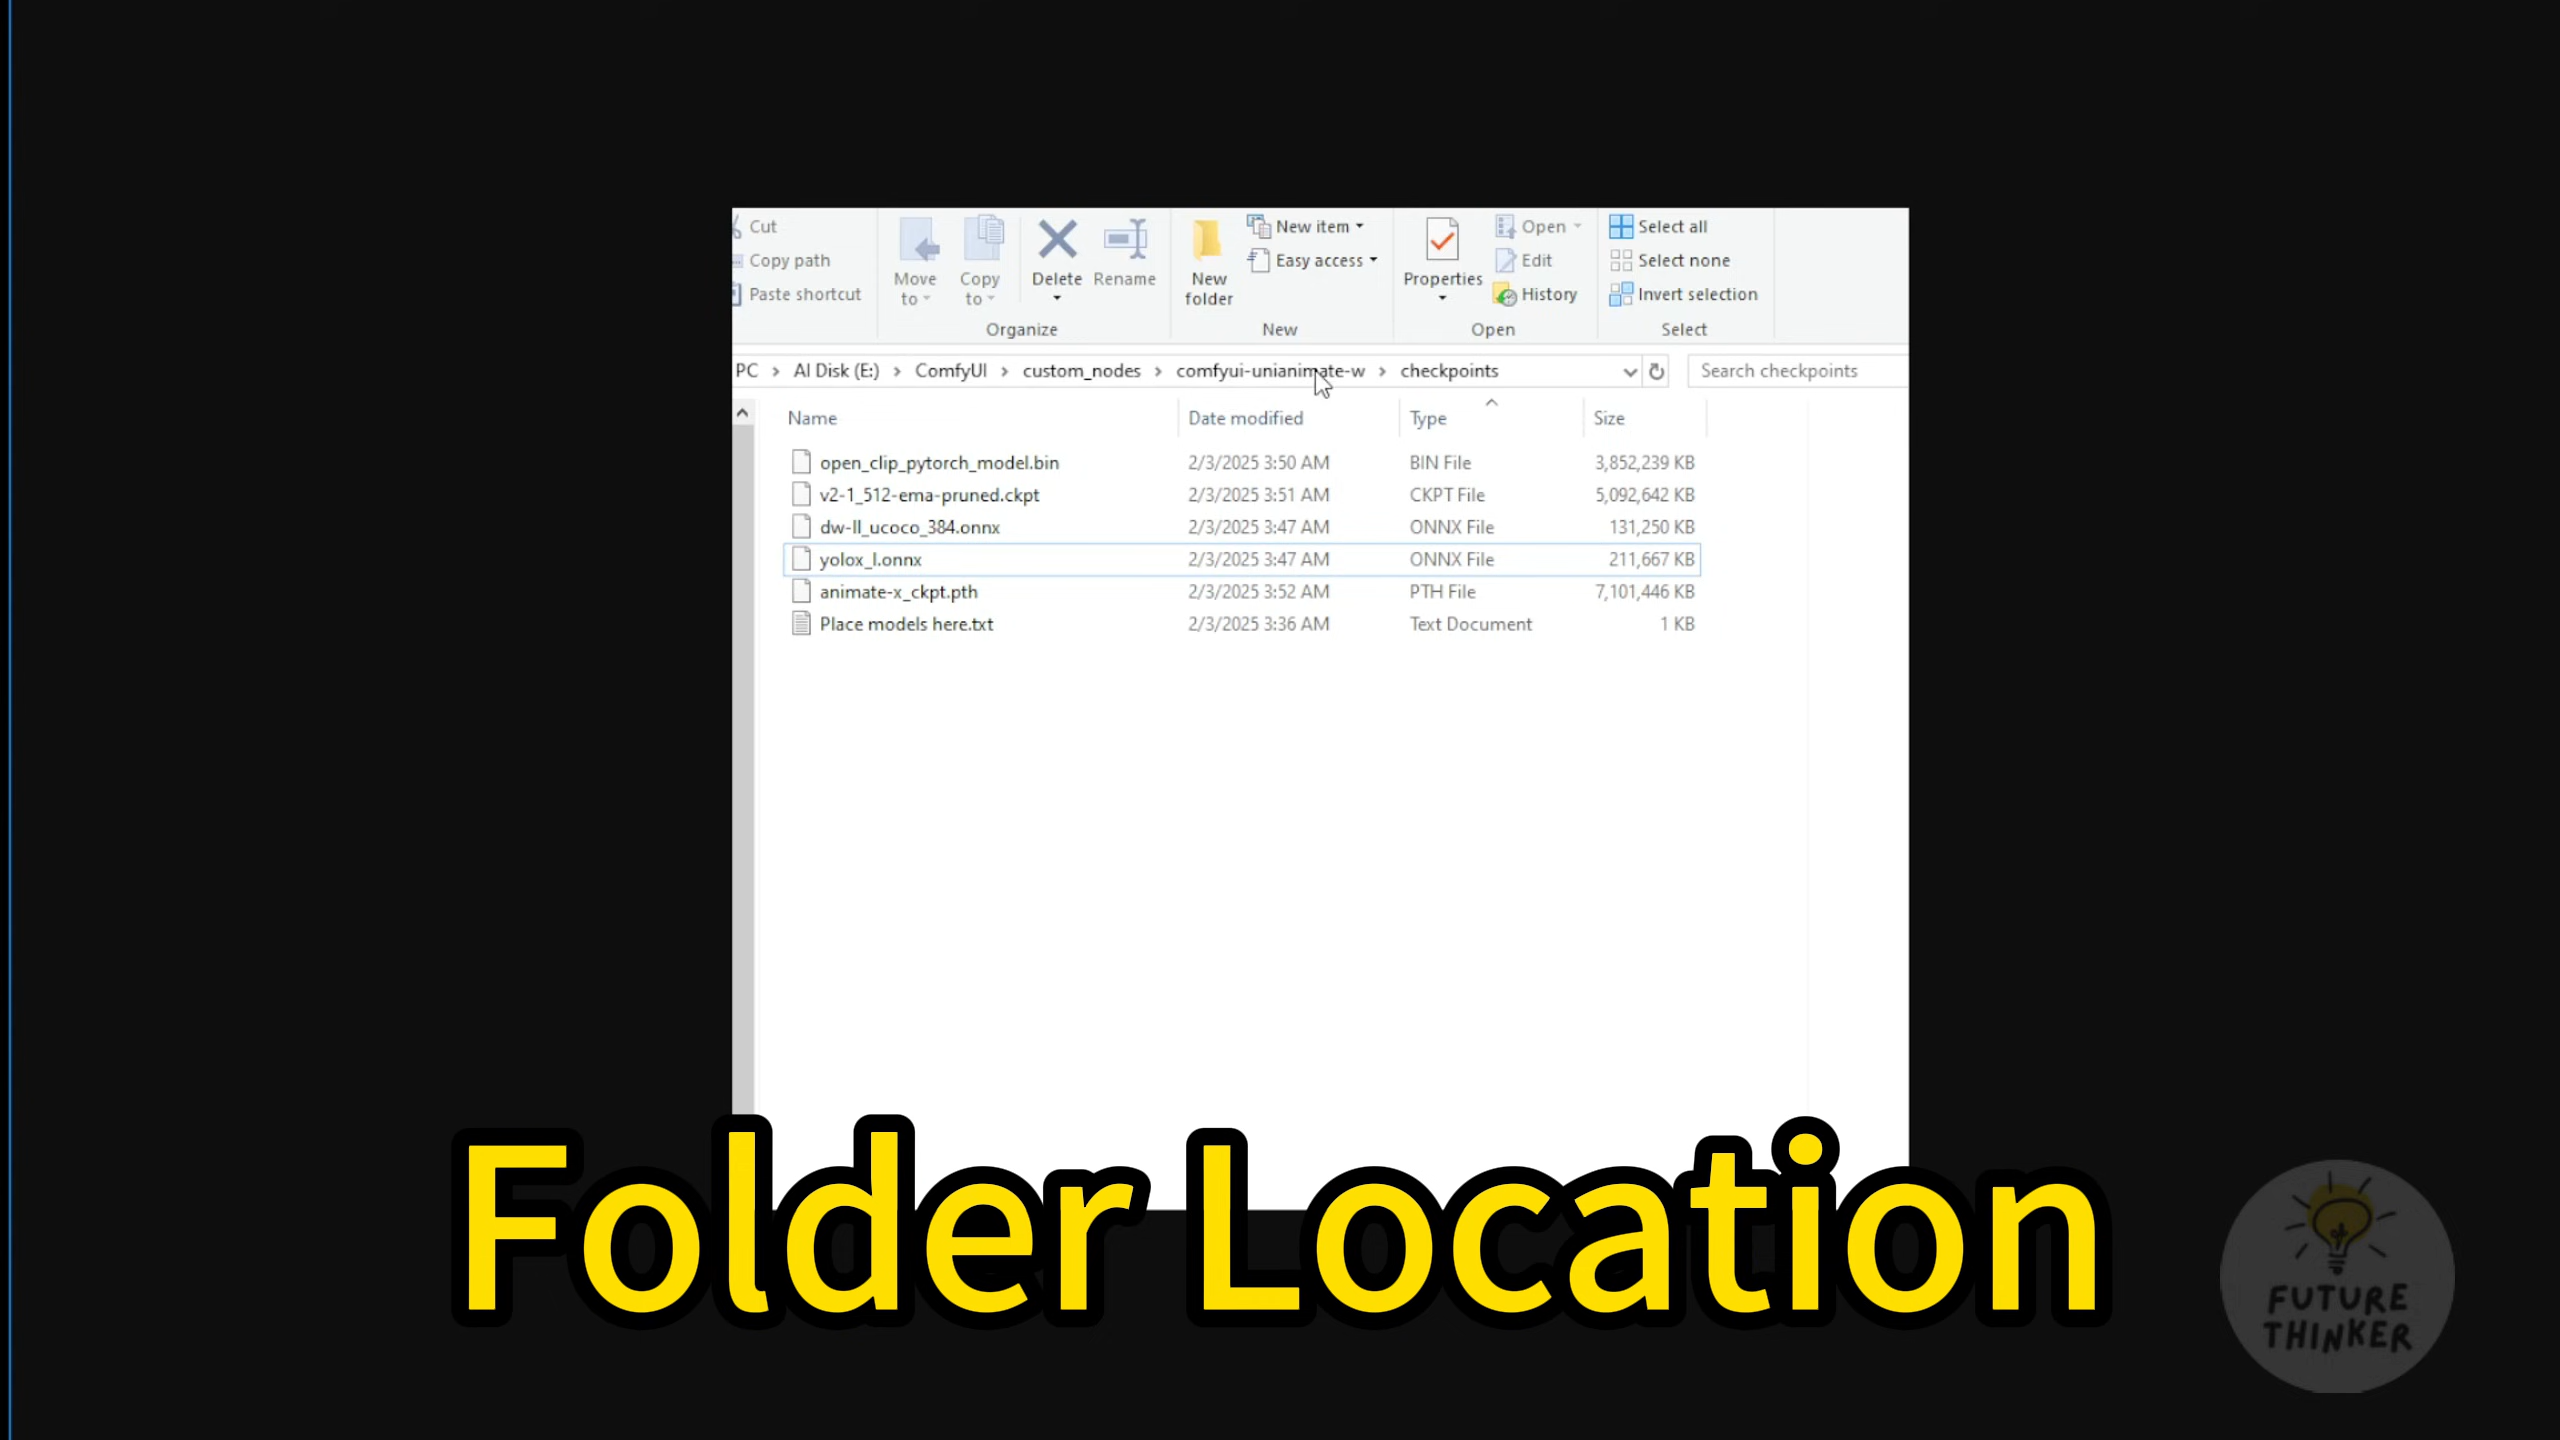 Cut
Copy path
Paste shortcut
Move to
Copy to
Delete
Rename
Organize
New folder
New item
Easy access
New
Properties
Open
Edit
History
Open
Select all
Select none
Invert selection
Select
PC > AI Disk (E:) > ComfyUI > custom_nodes > comfyui-unianimate-w > checkpoints
Search checkpoints
Name Date modified Type Size
open_clip_pytorch_model.bin 2/3/2025 3:50 AM BIN File 3,852,239 KB
v2-1_512-ema-pruned.ckpt 2/3/2025 3:51 AM CKPT File 5,092,642 KB
dw-ll_ucoco_384.onnx 2/3/2025 3:47 AM ONNX File 131,250 KB
yolox_l.onnx 2/3/2025 3:47 AM ONNX File 211,667 KB
animate-x_ckpt.pth 2/3/2025 3:52 AM PTH File 7,101,446 KB
Place models here.txt 2/3/2025 3:36 AM Text Document 1 KB
Folder Location
FUTURE
THINKER